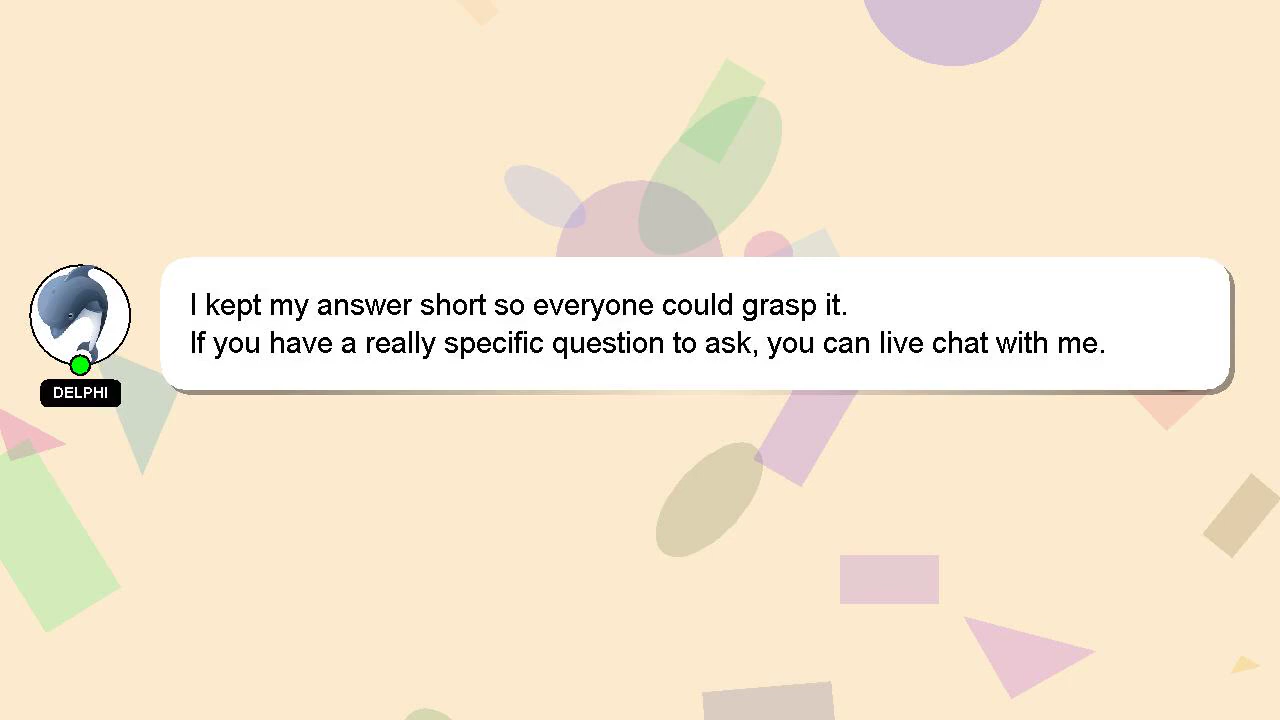 I kept my answer short so everyone could grasp it.
If you have a really specific question to ask, you can live chat with me.
DELPHI